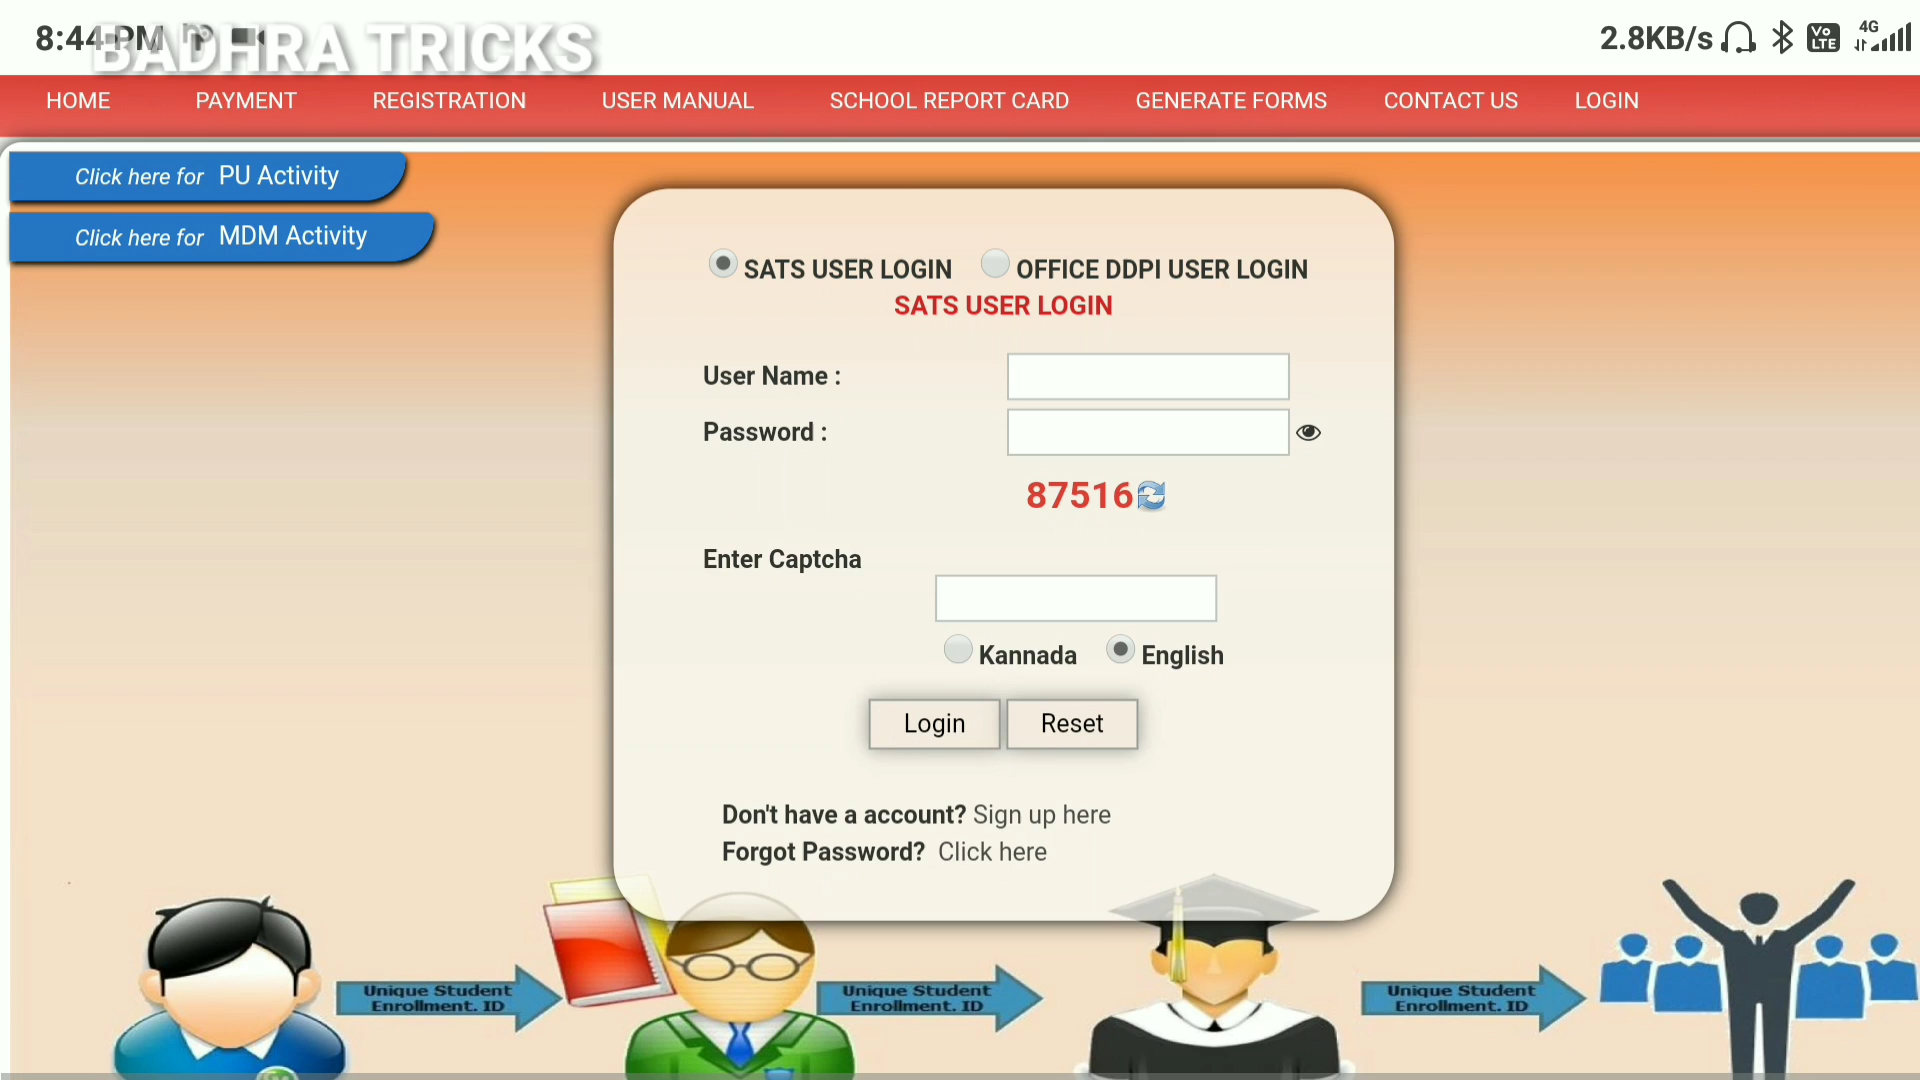 8:44 PM
BADHRA TRICKS
2.8KB/s
Vo LTE
4G
HOME PAYMENT REGISTRATION USER MANUAL SCHOOL REPORT CARD GENERATE FORMS CONTACT US LOGIN
Click here for PU Activity
Click here for MDM Activity
SATS USER LOGIN OFFICE DDPI USER LOGIN
SATS USER LOGIN
User Name :
Password :
87516
Enter Captcha
Kannada English
Login Reset
Don't have a account? Sign up here
Forgot Password? Click here
Unique Student
Enrollment. ID
Unique Student
Enrollment. ID
Unique Student
Enrollment. ID